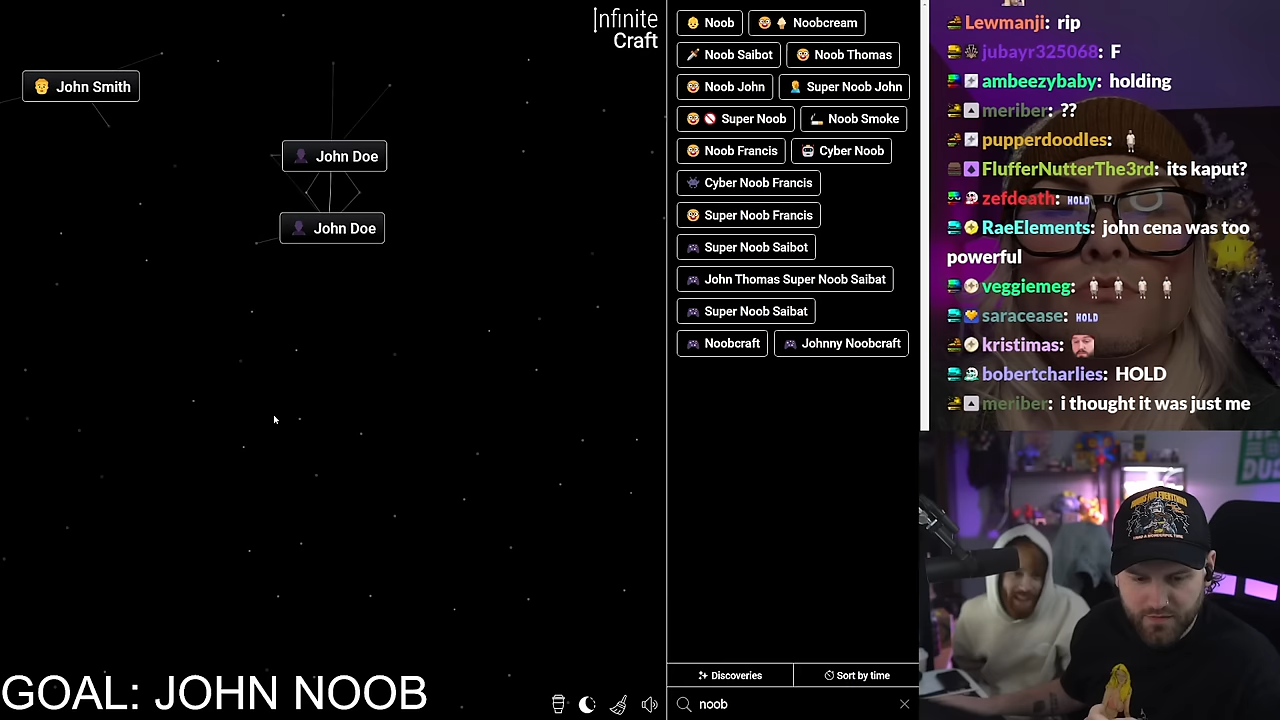 Infinite
Craft
John Smith
John Doe
John Doe
Noob
Noobcream
Noob Saibot
Noob Thomas
Noob John
Super Noob John
Super Noob
Noob Smoke
Noob Francis
Cyber Noob
Cyber Noob Francis
Super Noob Francis
Super Noob Saibot
John Thomas Super Noob Saibat
Super Noob Saibat
Noobcraft
Johnny Noobcraft
Discoveries
Sort by time
noob
GOAL: JOHN NOOB
Lewmanji: rip
jubayr325068: F
ambeezybaby: holding
meriber: ??
pupperdoodles:
FlufferNutterThe3rd: its kaput?
zefdeath: HOLD
RaeElements: john cena was too
powerful
veggiemeg:
saracease: HOLD
kristimas:
bobertcharlies: HOLD
meriber: i thought it was just me